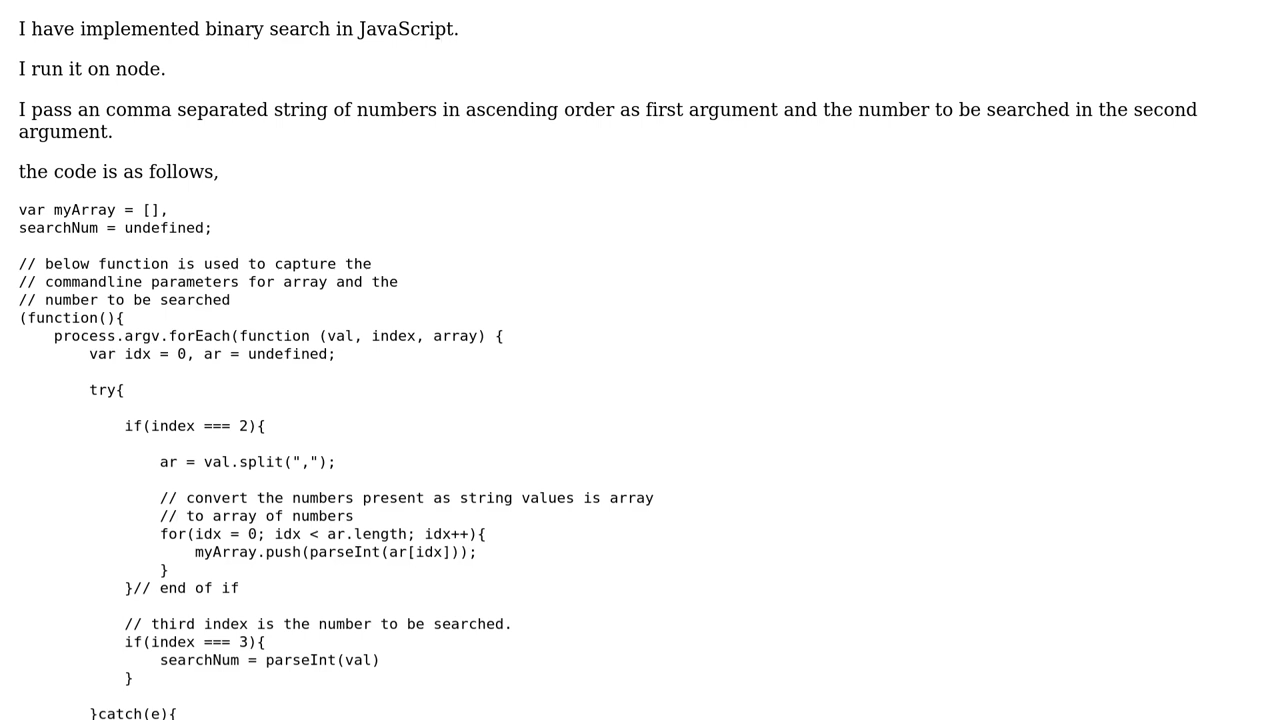 I have implemented binary search in JavaScript.
I run it on node.
I pass an comma separated string of numbers in ascending order as first argument and the number to be searched in the second
argument.
the code is as follows,
var myArray = [],
searchNum = undefined;
// below function is used to capture the
// commandline parameters for array and the
// number to be searched
(function(){
    process.argv.forEach(function (val, index, array) {
        var idx = 0, ar = undefined;
        try{
            if(index === 2){
                ar = val.split(",");
                // convert the numbers present as string values is array
                // to array of numbers
                for(idx = 0; idx < ar.length; idx++){
                    myArray.push(parseInt(ar[idx]));
                }
            }// end of if
            // third index is the number to be searched.
            if(index === 3){
                searchNum = parseInt(val)
            }
        }catch(e){